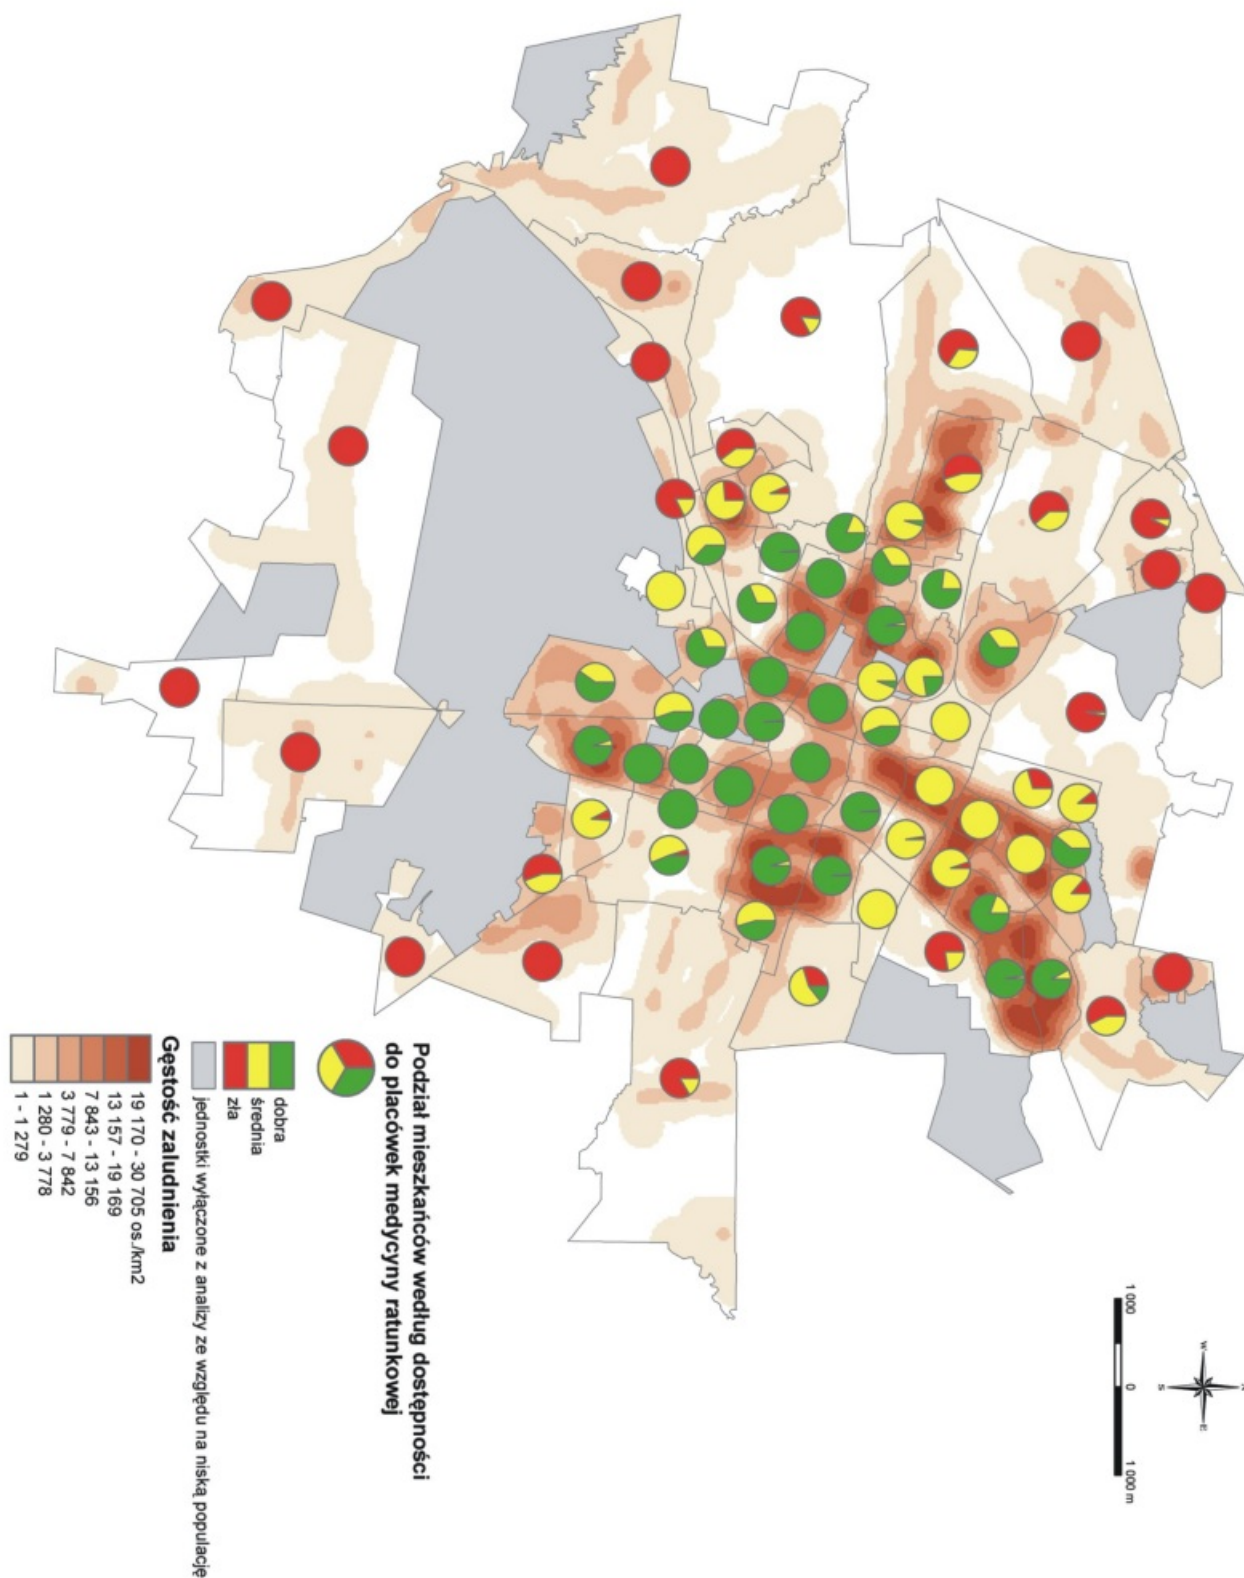 N
W
E
S
1 000
0
1 000 m
Podział mieszkańców według dostępności
do placówek medycyny ratunkowej
dobra
średnia
zła
jednostki wyłączone z analizy ze względu na niską populację
Gęstość zaludnienia
19 170 - 30 705 os./km2
13 157 - 19 169
7 843 - 13 156
3 779 - 7 842
1 280 - 3 778
1 - 1 279